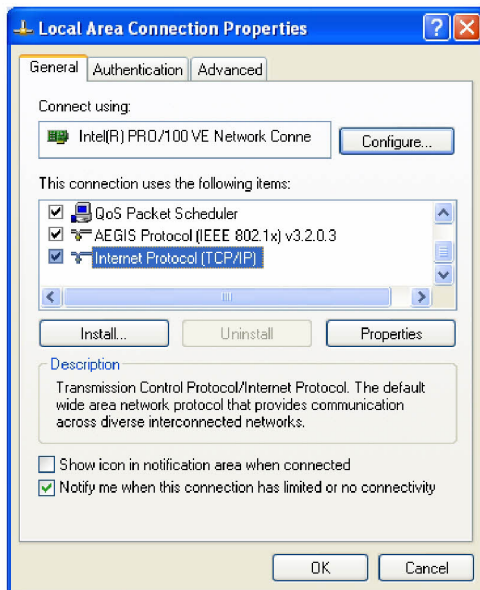 Local Area Connection Properties
General Authentication Advanced
Connect using:
Intel(R) PRO/100 VE Network Conne
Configure...
This connection uses the following items:
QoS Packet Scheduler
AEGIS Protocol (IEEE 802.1x) v3.2.0.3
Internet Protocol (TCP/IP)
Install... Uninstall Properties
Description
Transmission Control Protocol/Internet Protocol. The default
wide area network protocol that provides communication
across diverse interconnected networks.
Show icon in notification area when connected
Notify me when this connection has limited or no connectivity
OK Cancel